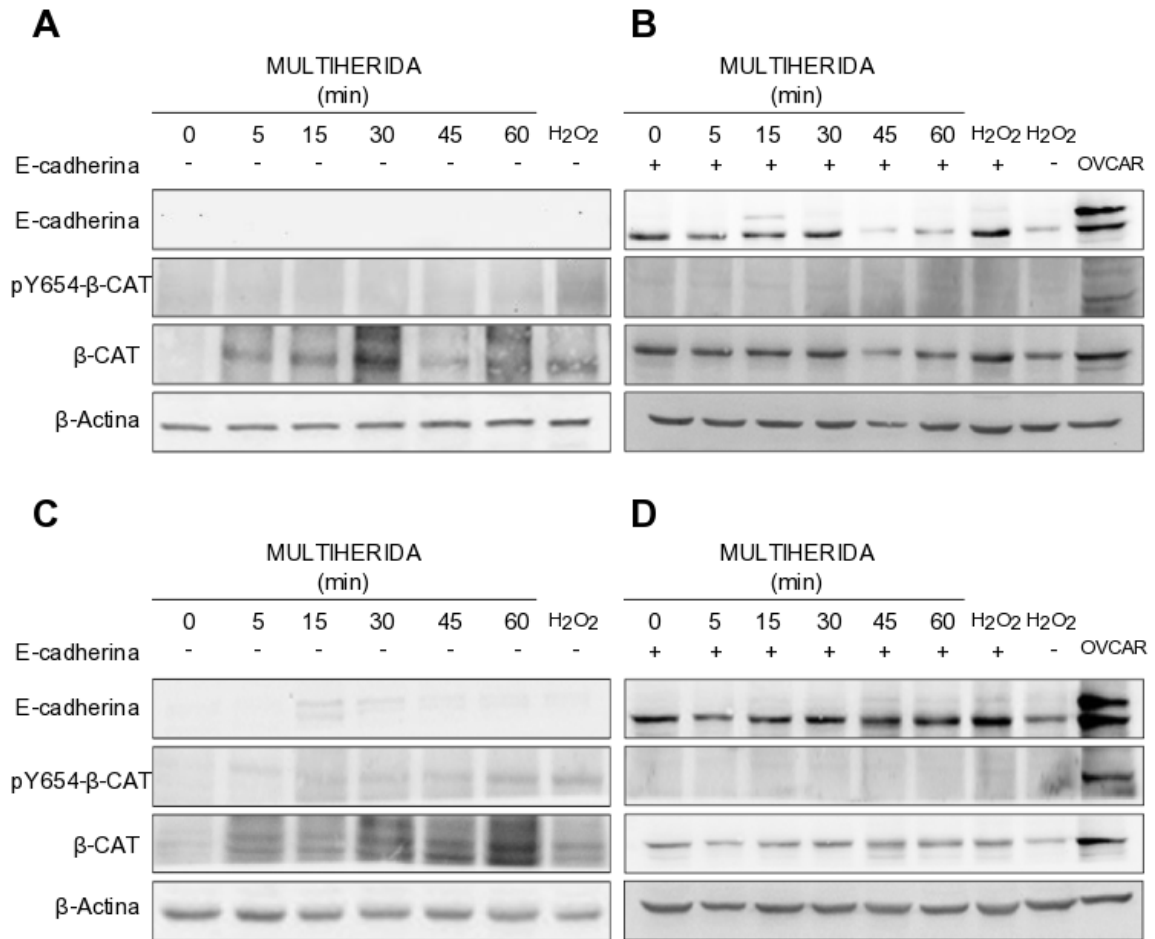 A
MULTIHERIDA
(min)
0 5 15 30 45 60 H2O2
E-cadherina - - - - - - -
E-cadherina
pY654-β-CAT
β-CAT
β-Actina
B
MULTIHERIDA
(min)
0 5 15 30 45 60 H2O2 H2O2
+ + + + + + + - OVCAR
C
MULTIHERIDA
(min)
0 5 15 30 45 60 H2O2
E-cadherina - - - - - - -
E-cadherina
pY654-β-CAT
β-CAT
β-Actina
D
MULTIHERIDA
(min)
0 5 15 30 45 60 H2O2 H2O2
+ + + + + + + - OVCAR